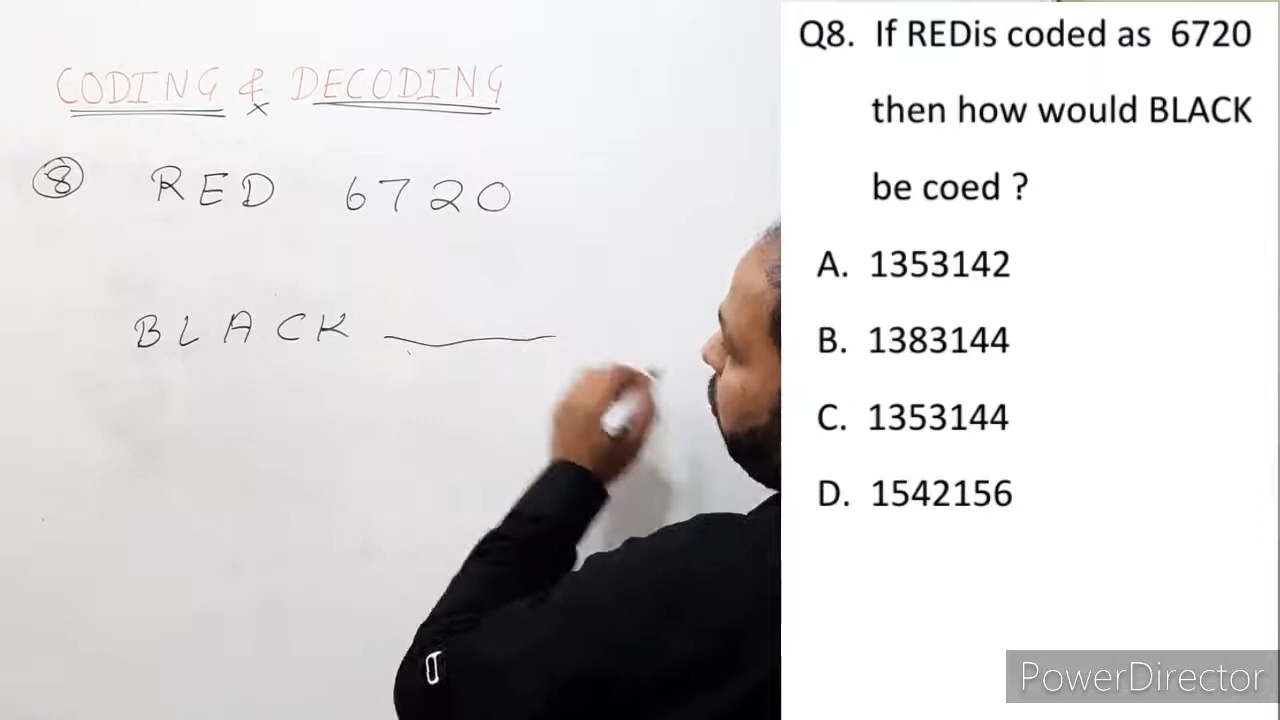 CODING & DECODING
8 RED 6720
BLACK
Q8. If REDis coded as 6720
then how would BLACK
be coed ?
A. 1353142
B. 1383144
C. 1353144
D. 1542156
PowerDirector